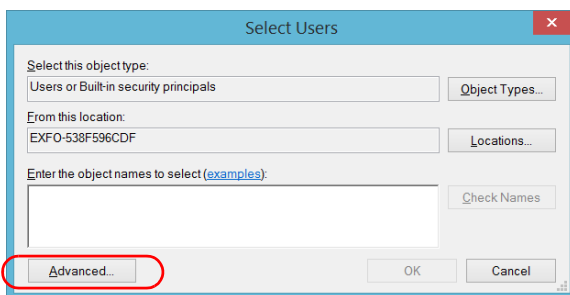 Select Users
Select this object type:
Users or Built-in security principals
Object Types...
From this location:
EXFO-538F596CDF
Locations...
Enter the object names to select (examples):
Check Names
Advanced...
OK
Cancel